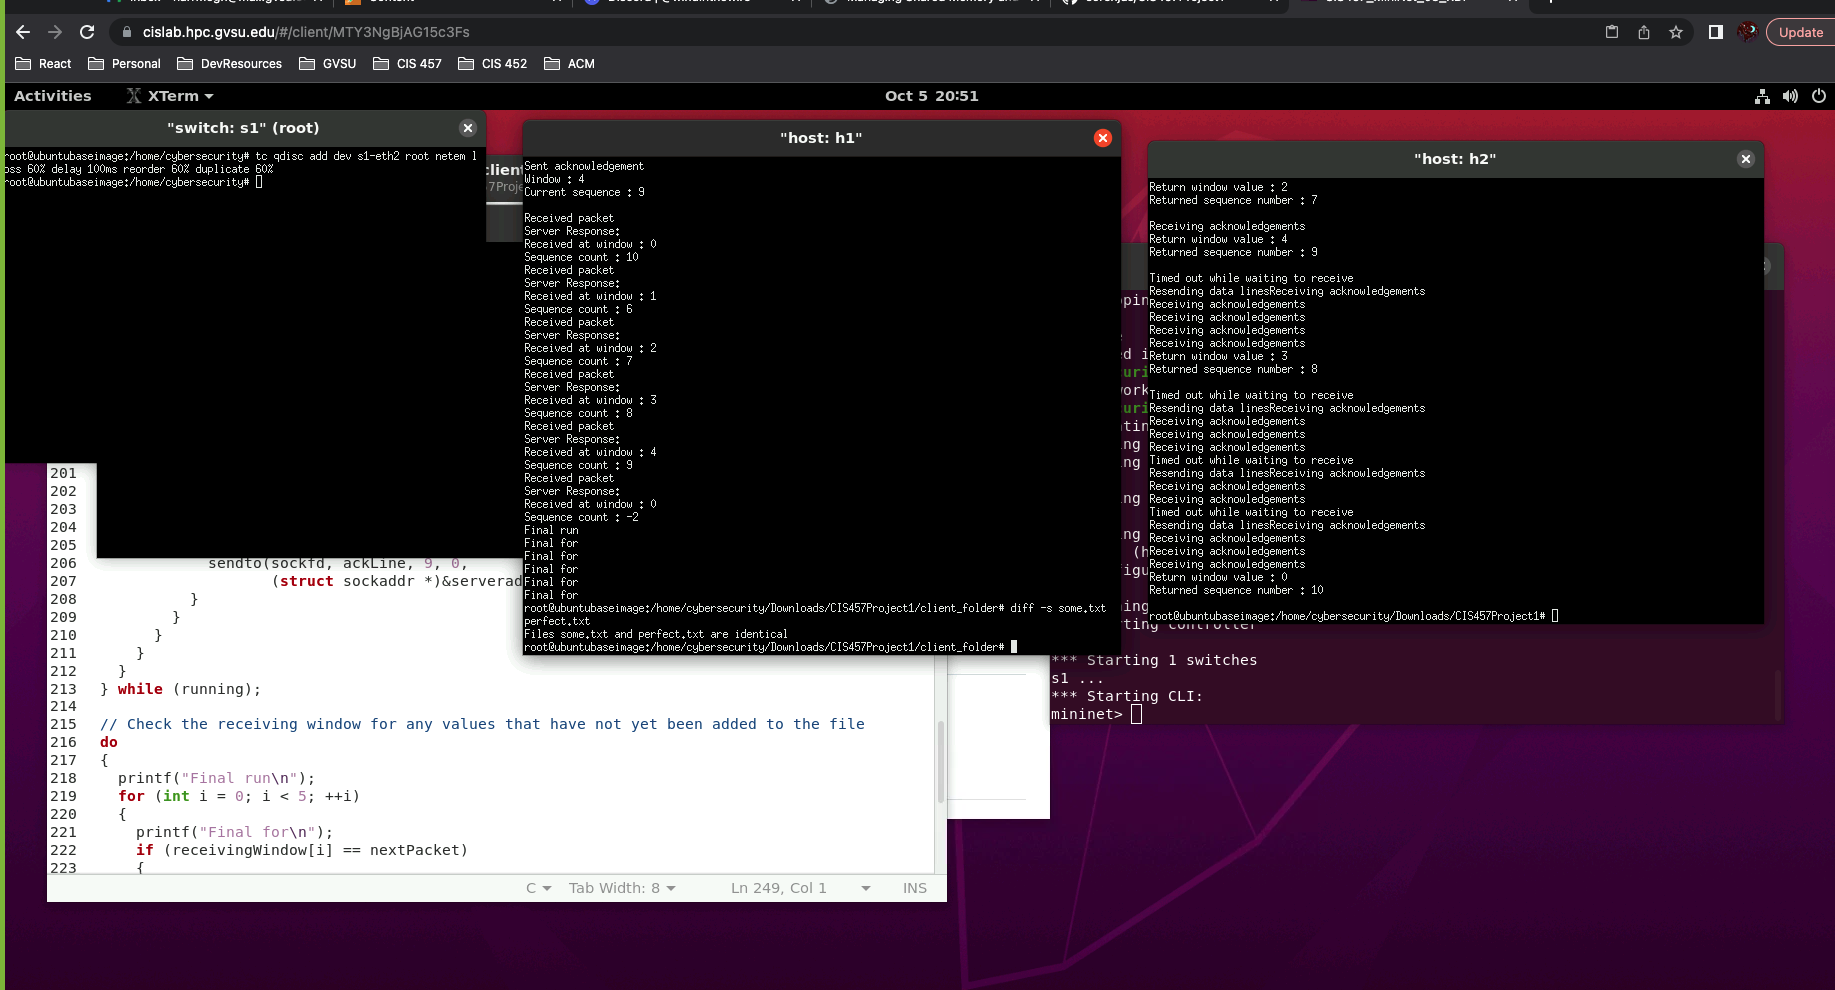 cislab.hpc.gvsu.edu/#/client/MTY3NgBjAG15c3Fs
Update
React Personal DevResources GVSU CIS 457 CIS 452 ACM
Activities XTerm Oct 5 20:51
"switch: s1" (root)
root@ubuntubaseimage:/home/cybersecurity# tc qdisc add dev s1-eth2 root netem l
oss 60% delay 100ms reorder 60% duplicate 60%
root@ubuntubaseimage:/home/cybersecurity#
"host: h1"
Sent acknowledgement
Window : 4
Current sequence : 9
Received packet
Server Response:
Received at window : 0
Sequence count : 10
Received packet
Server Response:
Received at window : 1
Sequence count : 6
Received packet
Server Response:
Received at window : 2
Sequence count : 7
Received packet
Server Response:
Received at window : 3
Sequence count : 8
Received packet
Server Response:
Received at window : 4
Sequence count : 9
Received packet
Server Response:
Received at window : 0
Sequence count : -2
Final run
Final for
Final for
Final for
Final for
Final for
root@ubuntubaseimage:/home/cybersecurity/Downloads/CIS457Project1/client_folder# diff -s some.txt
perfect.txt
Files some.txt and perfect.txt are identical
root@ubuntubaseimage:/home/cybersecurity/Downloads/CIS457Project1/client_folder#
"host: h2"
Return window value : 2
Returned sequence number : 7
Receiving acknowledgements
Return window value : 4
Returned sequence number : 9
Timed out while waiting to receive
Resending data linesReceiving acknowledgements
Receiving acknowledgements
Receiving acknowledgements
Receiving acknowledgements
Receiving acknowledgements
Return window value : 3
Returned sequence number : 8
Timed out while waiting to receive
Resending data linesReceiving acknowledgements
Receiving acknowledgements
Receiving acknowledgements
Receiving acknowledgements
Timed out while waiting to receive
Resending data linesReceiving acknowledgements
Receiving acknowledgements
Receiving acknowledgements
Timed out while waiting to receive
Resending data linesReceiving acknowledgements
Receiving acknowledgements
Receiving acknowledgements
Receiving acknowledgements
Return window value : 0
Returned sequence number : 10
root@ubuntubaseimage:/home/cybersecurity/Downloads/CIS457Project1#
*** Starting 1 switches
s1 ...
*** Starting CLI:
mininet>
201
202
203
204
205
206 sendto(sockfd, ackLine, 9, 0,
207 (struct sockaddr *)&serverad
208 }
209 }
210 }
211 }
212 }
213 } while (running);
214
215 // Check the receiving window for any values that have not yet been added to the file
216 do
217 {
218 printf("Final run\n");
219 for (int i = 0; i < 5; ++i)
220 {
221 printf("Final for\n");
222 if (receivingWindow[i] == nextPacket)
223 {
C Tab Width: 8 Ln 249, Col 1 INS